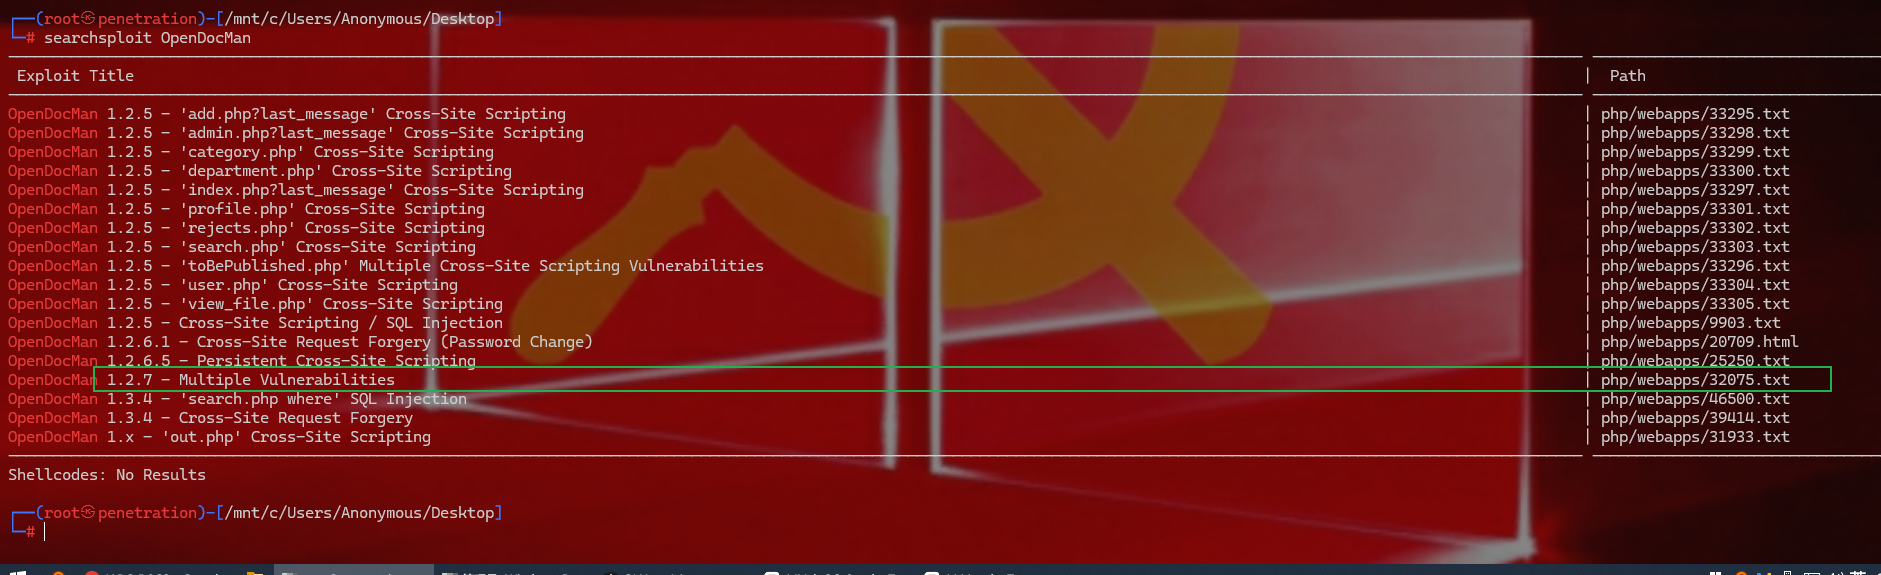 (root㉿penetration)-[/mnt/c/Users/Anonymous/Desktop]
# searchsploit OpenDocMan
Exploit Title | Path
OpenDocMan 1.2.5 - 'add.php?last_message' Cross-Site Scripting | php/webapps/33295.txt
OpenDocMan 1.2.5 - 'admin.php?last_message' Cross-Site Scripting | php/webapps/33298.txt
OpenDocMan 1.2.5 - 'category.php' Cross-Site Scripting | php/webapps/33299.txt
OpenDocMan 1.2.5 - 'department.php' Cross-Site Scripting | php/webapps/33300.txt
OpenDocMan 1.2.5 - 'index.php?last_message' Cross-Site Scripting | php/webapps/33297.txt
OpenDocMan 1.2.5 - 'profile.php' Cross-Site Scripting | php/webapps/33301.txt
OpenDocMan 1.2.5 - 'rejects.php' Cross-Site Scripting | php/webapps/33302.txt
OpenDocMan 1.2.5 - 'search.php' Cross-Site Scripting | php/webapps/33303.txt
OpenDocMan 1.2.5 - 'toBePublished.php' Multiple Cross-Site Scripting Vulnerabilities | php/webapps/33296.txt
OpenDocMan 1.2.5 - 'user.php' Cross-Site Scripting | php/webapps/33304.txt
OpenDocMan 1.2.5 - 'view_file.php' Cross-Site Scripting | php/webapps/33305.txt
OpenDocMan 1.2.5 - Cross-Site Scripting / SQL Injection | php/webapps/9903.txt
OpenDocMan 1.2.6.1 - Cross-Site Request Forgery (Password Change) | php/webapps/20709.html
OpenDocMan 1.2.6.5 - Persistent Cross-Site Scripting | php/webapps/25250.txt
OpenDocMan 1.2.7 - Multiple Vulnerabilities | php/webapps/32075.txt
OpenDocMan 1.3.4 - 'search.php where' SQL Injection | php/webapps/46500.txt
OpenDocMan 1.3.4 - Cross-Site Request Forgery | php/webapps/39414.txt
OpenDocMan 1.x - 'out.php' Cross-Site Scripting | php/webapps/31933.txt
Shellcodes: No Results
(root㉿penetration)-[/mnt/c/Users/Anonymous/Desktop]
#